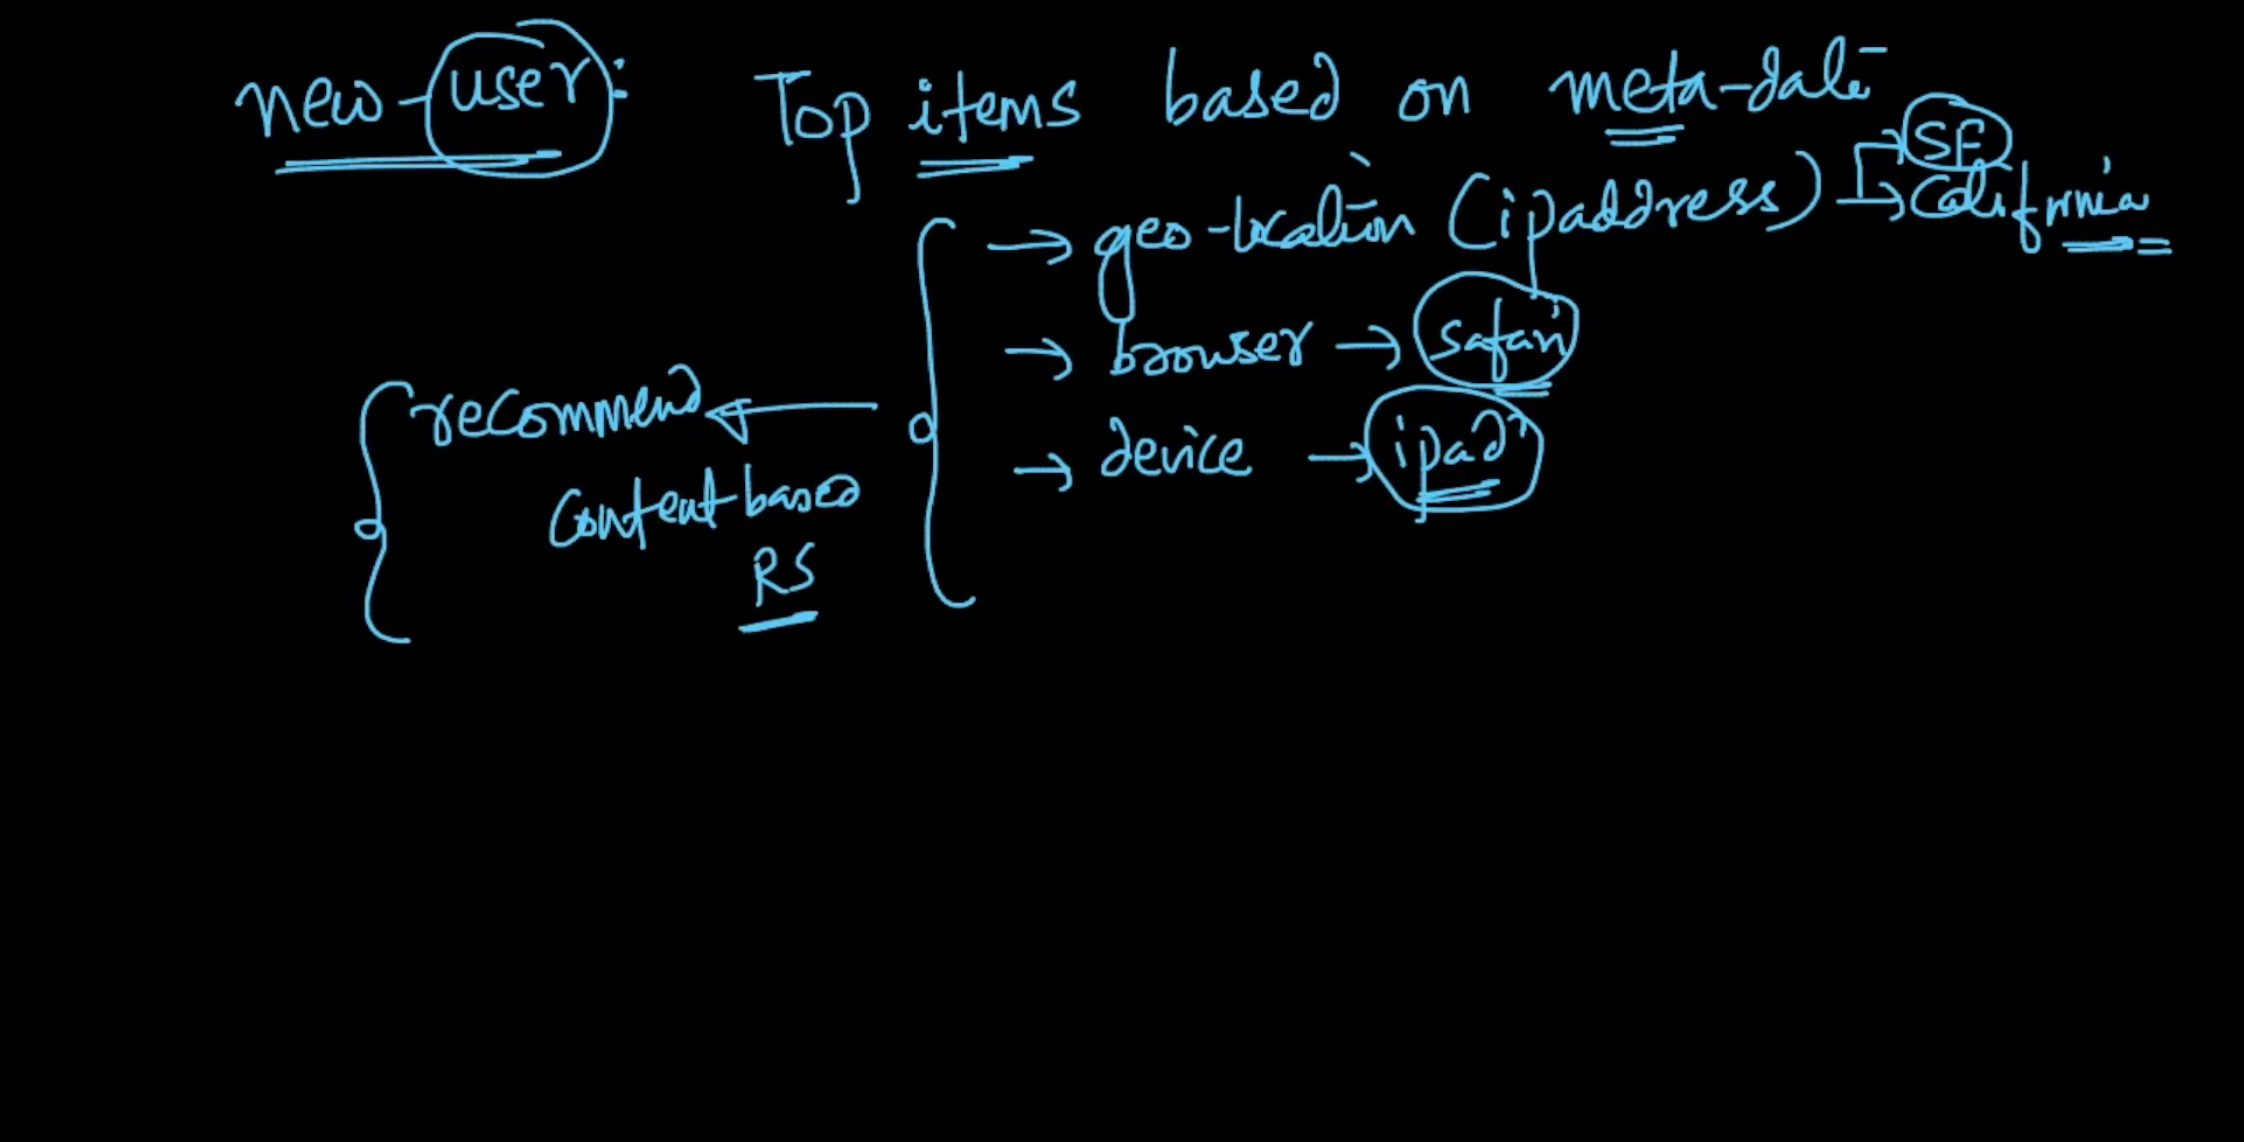 new-user: Top items based on meta-data
→ geo-location (ipaddress) → SF
→ California
→ browser → safari
→ device → ipad
recommend ←
content based
RS